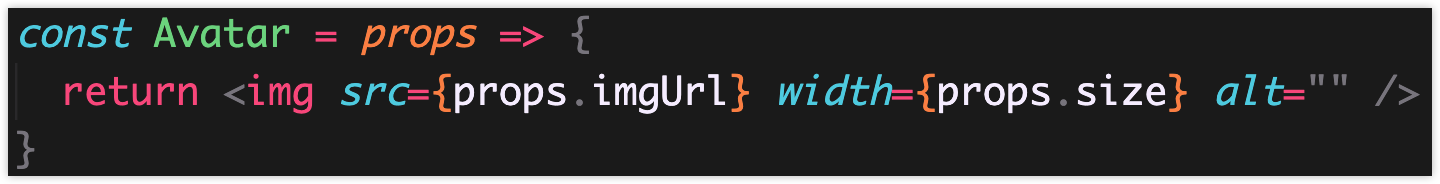 const Avatar = props => {
  return <img src={props.imgUrl} width={props.size} alt="" />
}